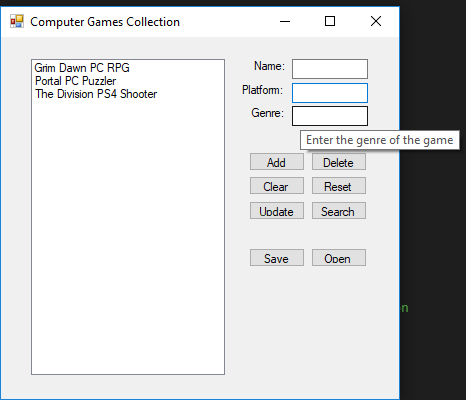 Computer Games Collection
Grim Dawn PC RPG
Portal PC Puzzler
The Division PS4 Shooter
Name:
Platform:
Genre:
Enter the genre of the game
Add Delete
Clear Reset
Update Search
Save Open